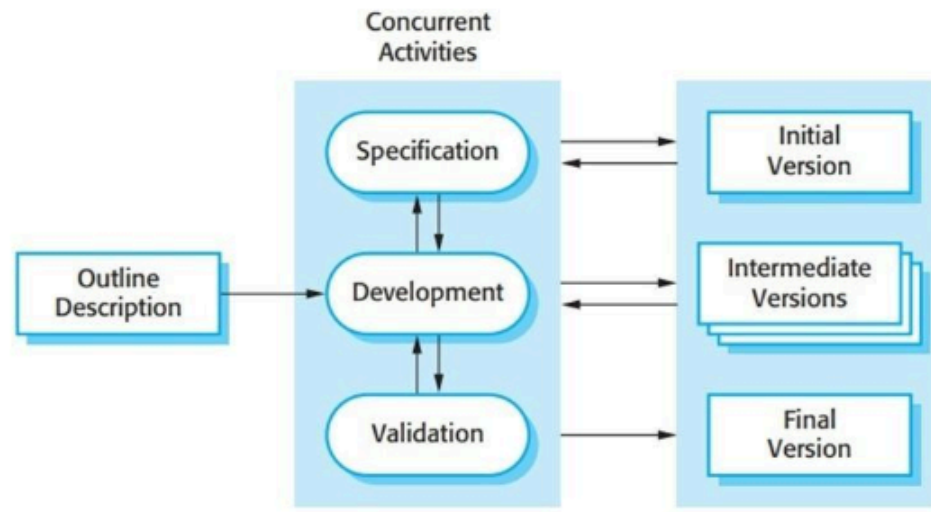 Concurrent
Activities
Specification
Initial
Version
Outline
Description
Development
Intermediate
Versions
Validation
Final
Version